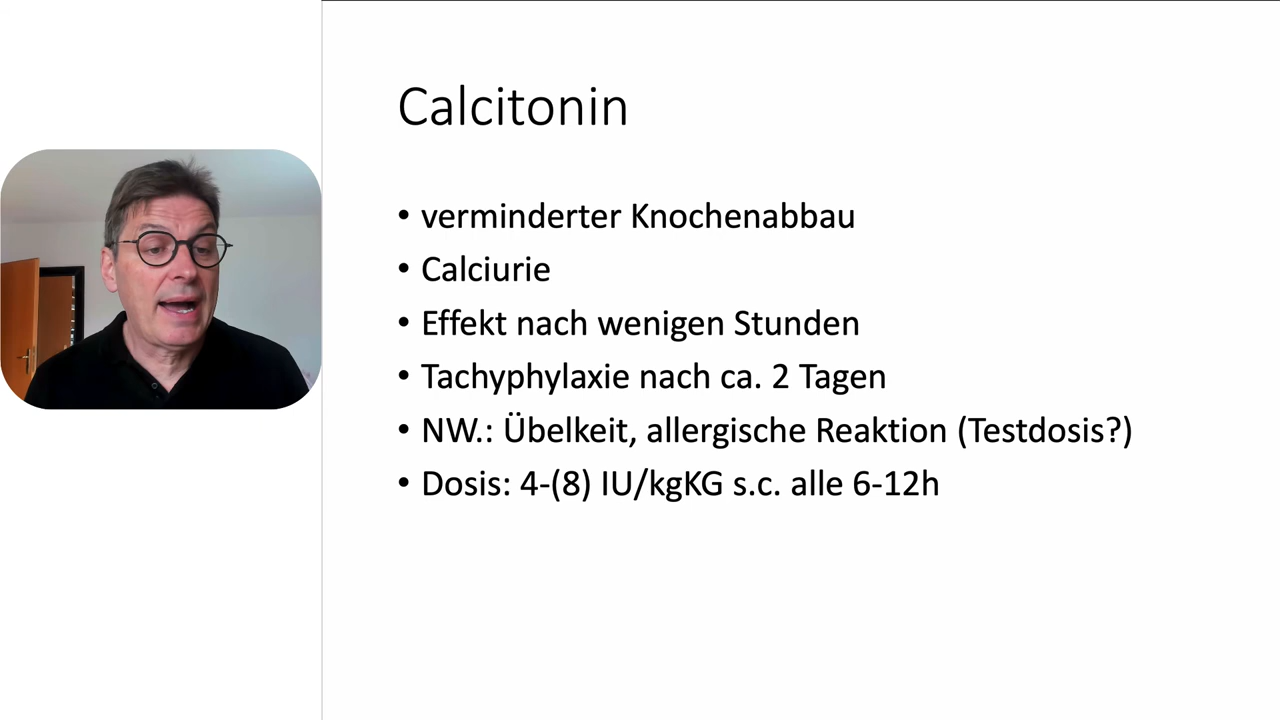 Calcitonin
• verminderter Knochenabbau
• Calciurie
• Effekt nach wenigen Stunden
• Tachyphylaxie nach ca. 2 Tagen
• NW.: Übelkeit, allergische Reaktion (Testdosis?)
• Dosis: 4-(8) IU/kgKG s.c. alle 6-12h